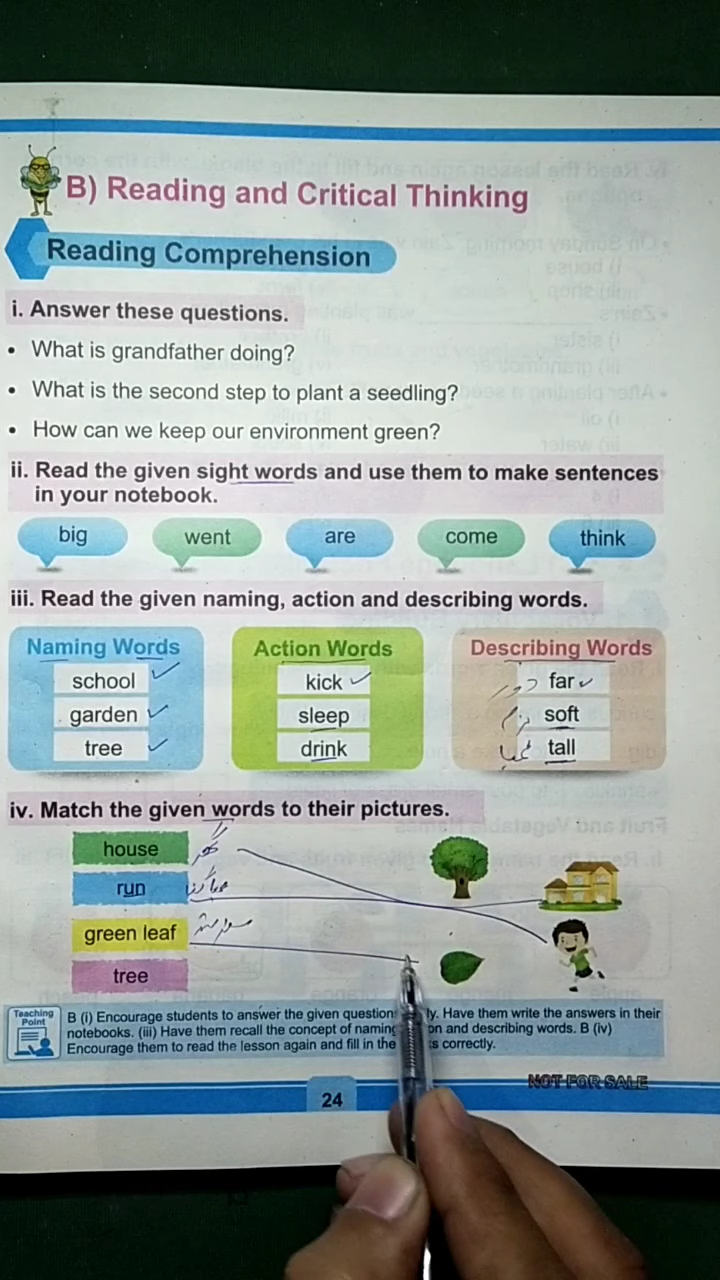 B) Reading and Critical Thinking
Reading Comprehension
i. Answer these questions.
• What is grandfather doing?
• What is the second step to plant a seedling?
• How can we keep our environment green?
ii. Read the given sight words and use them to make sentences
in your notebook.
big went are come think
iii. Read the given naming, action and describing words.
Naming Words Action Words Describing Words
school kick far دور
garden sleep soft نرم
tree drink tall لمبا
iv. Match the given words to their pictures.
house گھر
run بھاگنا
green leaf
tree
Teaching
Point
B (i) Encourage students to answer the given question Have them write the answers in their
notebooks. (iii) Have them recall the concept of naming and describing words. B (iv)
Encourage them to read the lesson again and fill in the correctly.
NOT FOR SALE
24